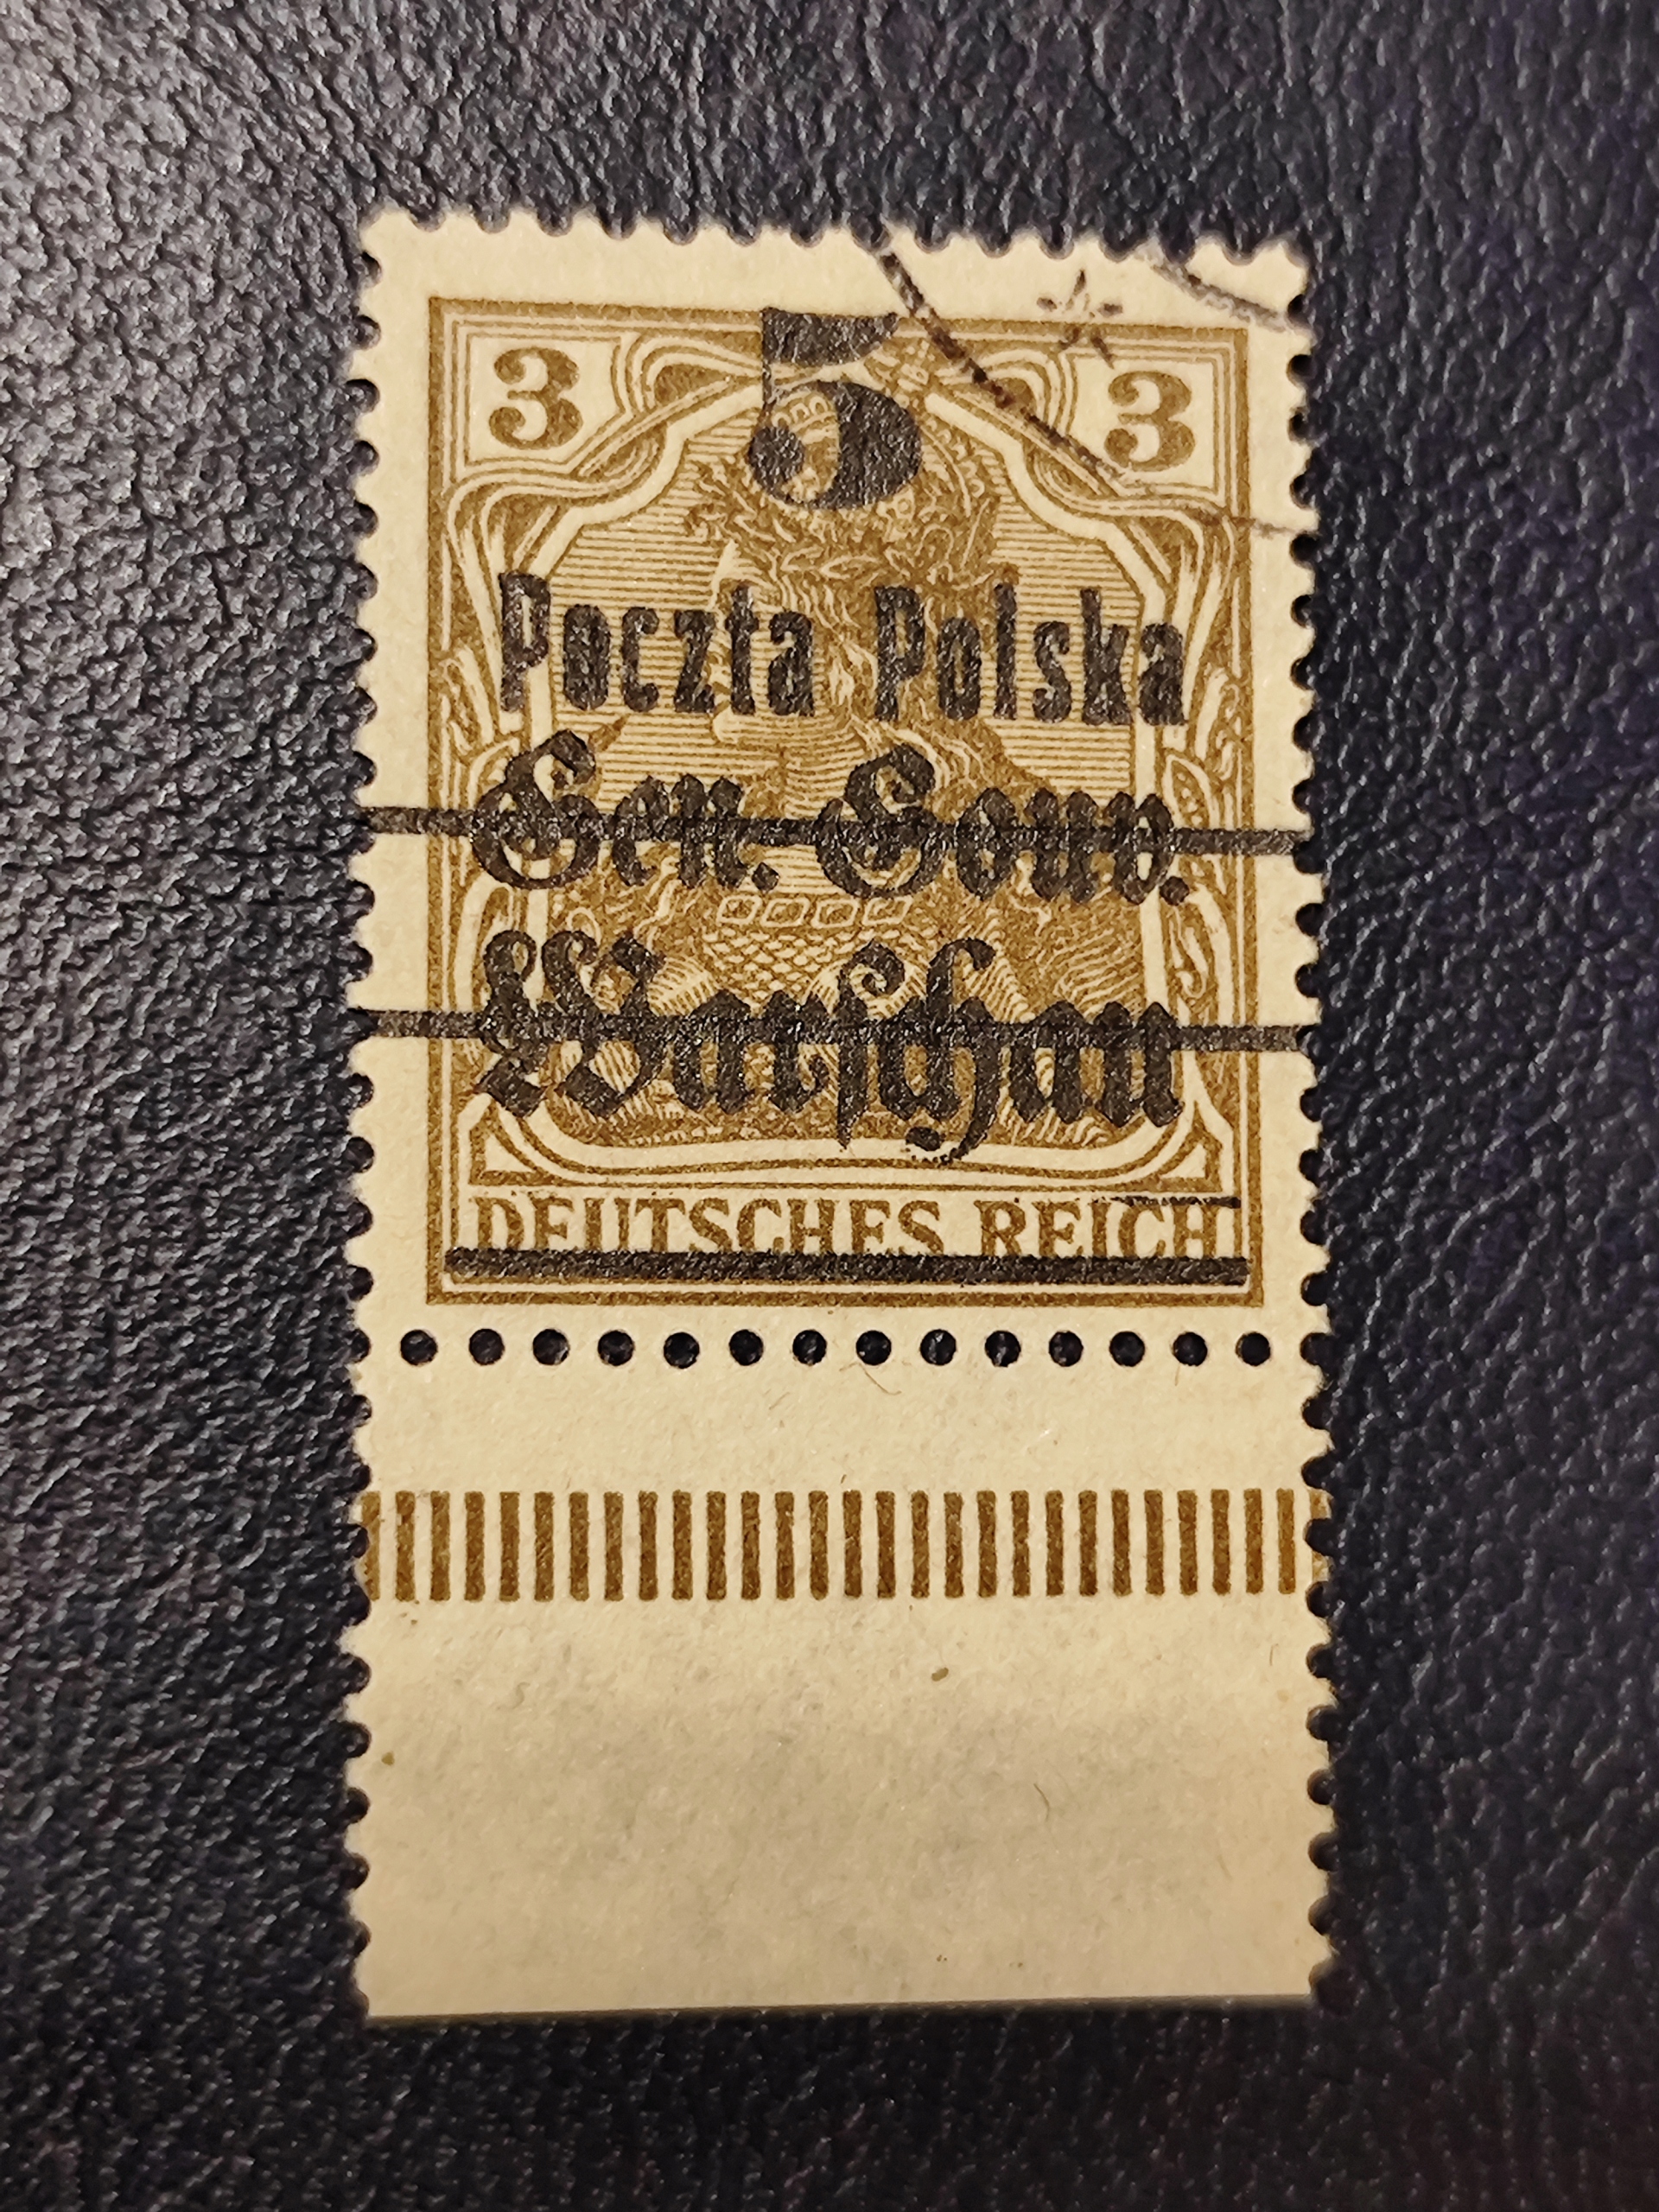 3 5 3
Poczta Polska
Gen. Gouv.
Warschau
DEUTSCHES REICH